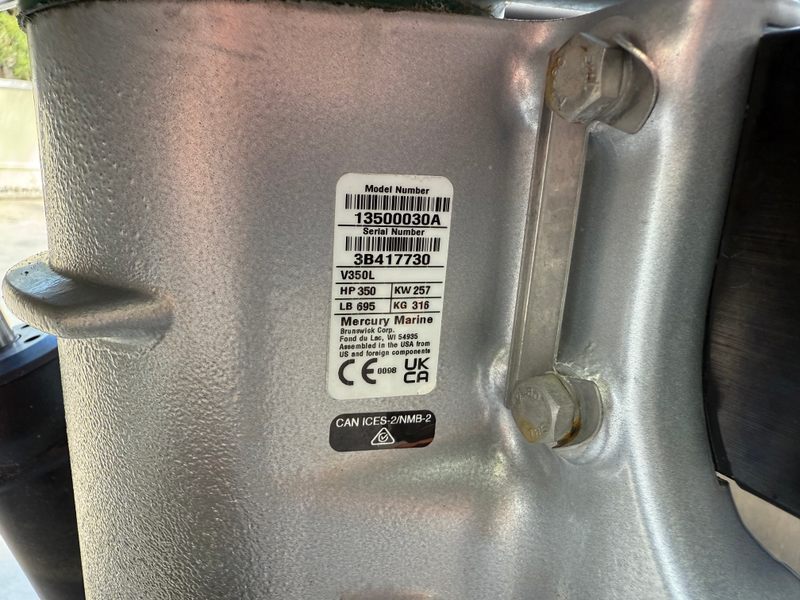 Model Number
13500030A
Serial Number
3B417730
V350L
HP 350 KW 257
LB 695 KG 316
Mercury Marine
Brunswick Corp.
Fond du Lac, WI 54935
Assembled in the USA from
US and foreign components
CE 0098 UK
CA
CAN ICES-2/NMB-2